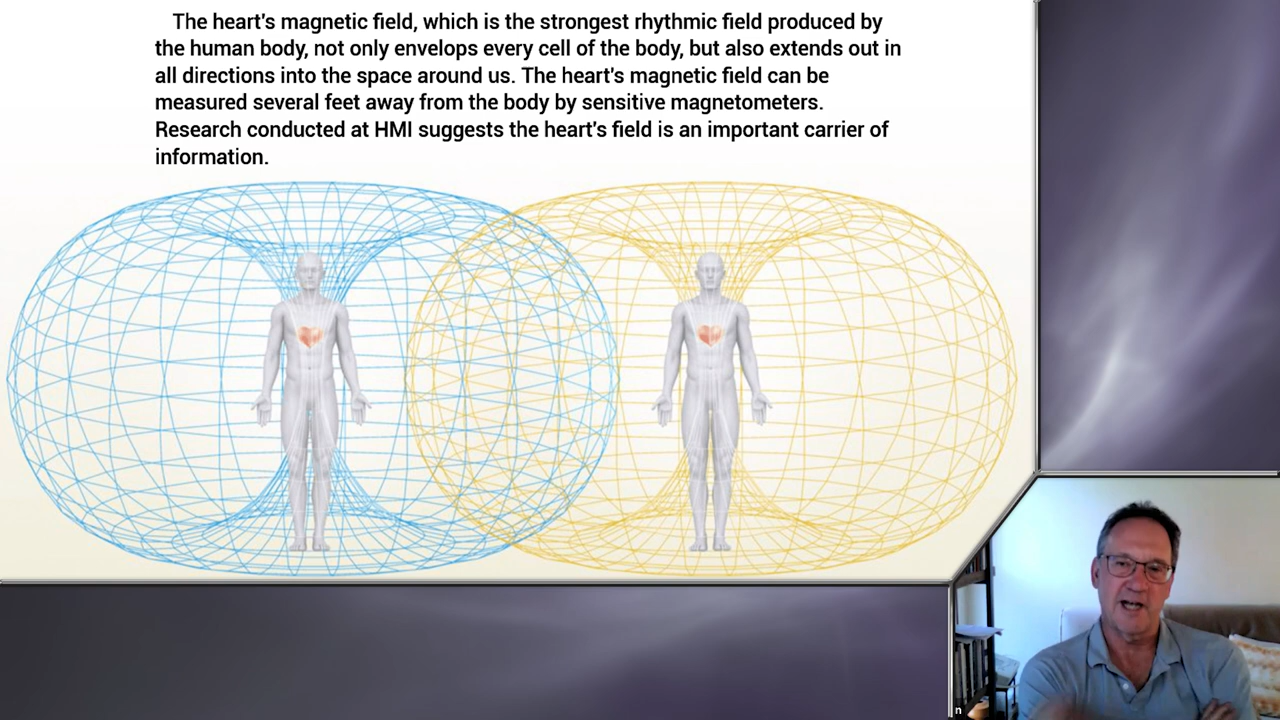 The heart's magnetic field, which is the strongest rhythmic field produced by
the human body, not only envelops every cell of the body, but also extends out in
all directions into the space around us. The heart's magnetic field can be
measured several feet away from the body by sensitive magnetometers.
Research conducted at HMI suggests the heart's field is an important carrier of
information.
n